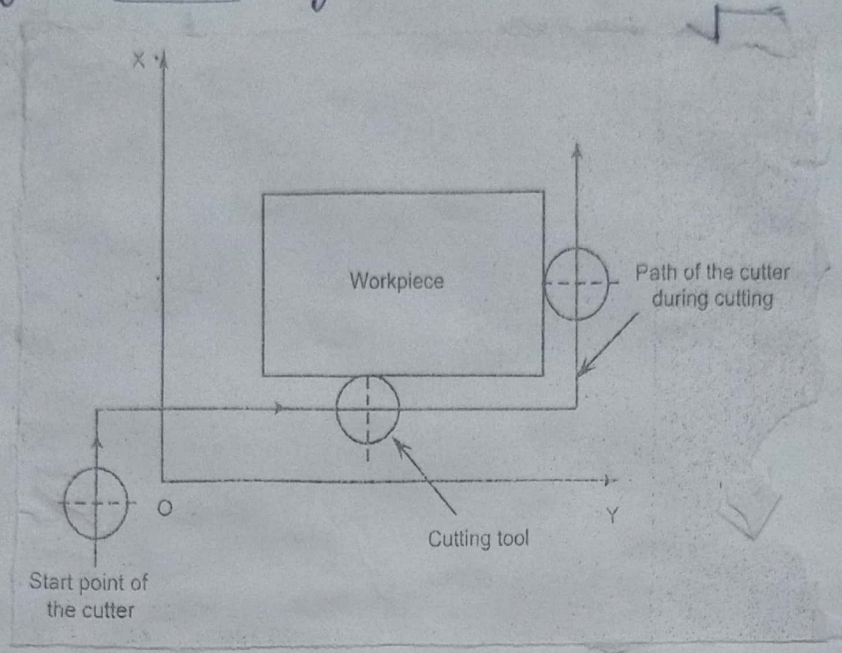 X
Workpiece
Path of the cutter
during cutting
O
Y
Cutting tool
Start point of
the cutter